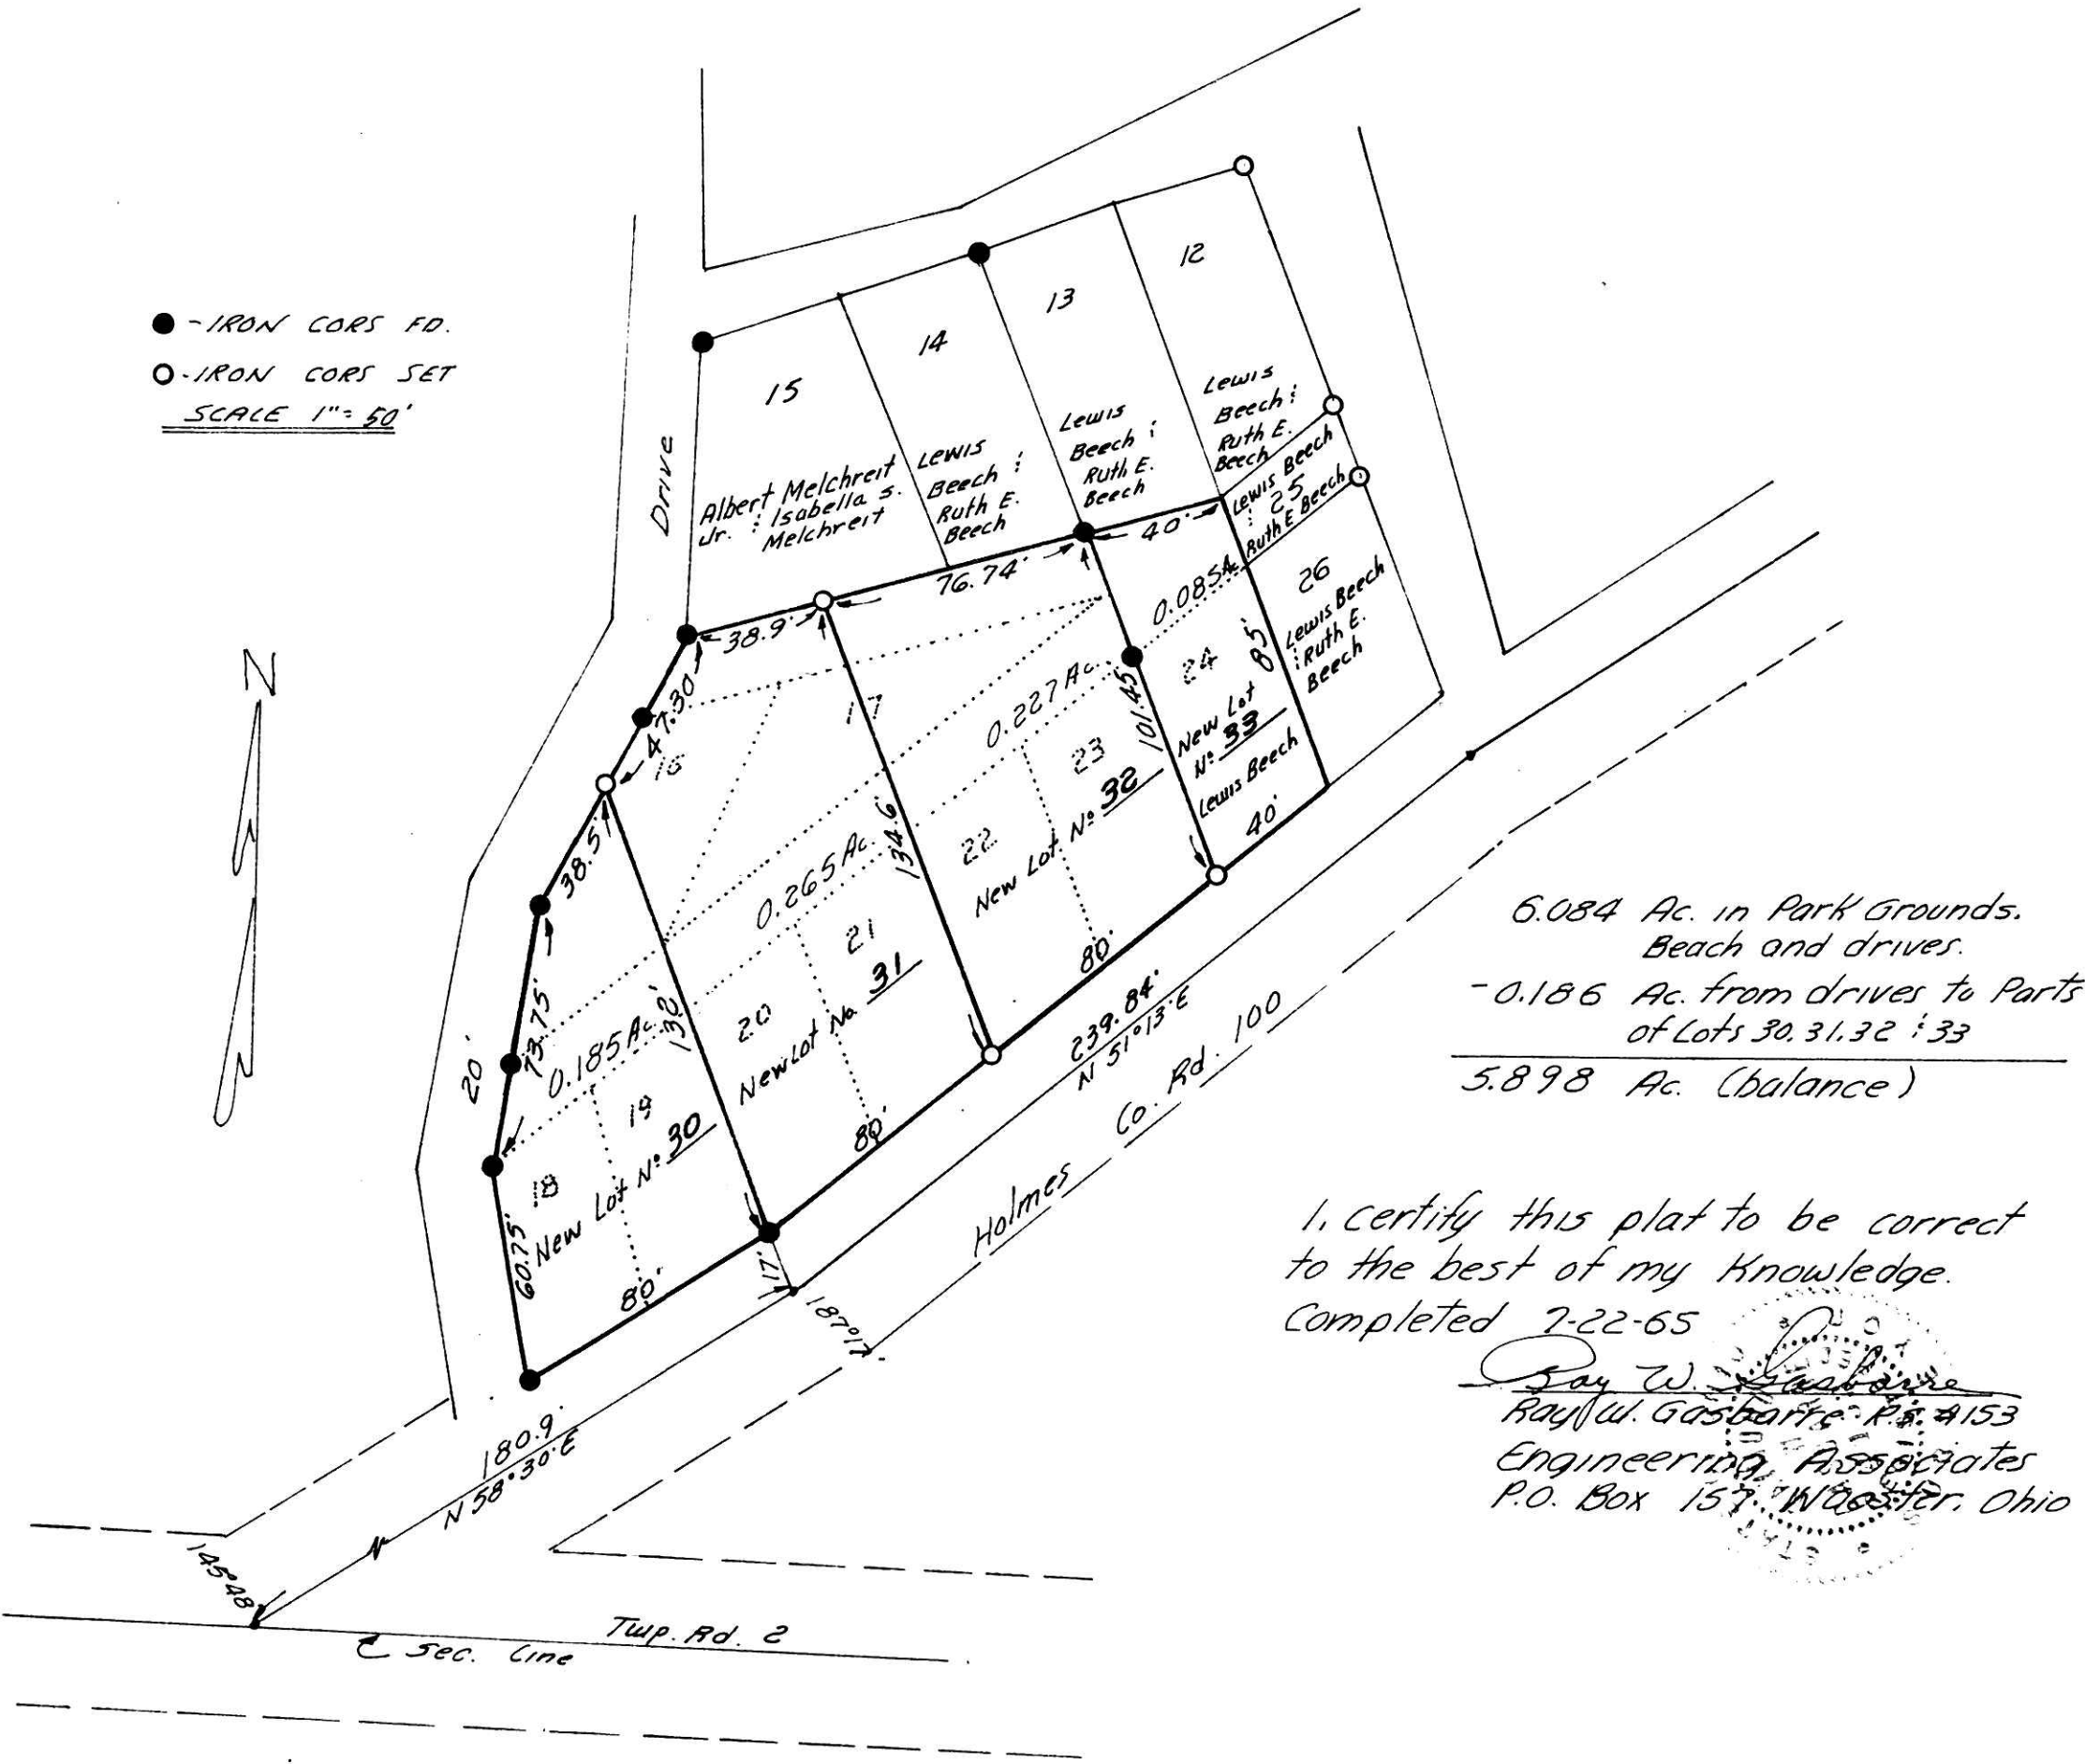 ● - IRON CORS FD.
O - IRON CORS SET
SCALE 1" = 50'
N
Drive
20'
15
Albert Melchreit
Jr. & Isabella S.
Melchreit
14
Lewis
Beech &
Ruth E.
Beech
13
Lewis
Beech &
Ruth E.
Beech
12
Lewis
Beech &
Ruth E.
Beech
Lewis Beech
& 25
Ruth E Beech
26
Lewis Beech
& Ruth E.
Beech
38.9'
76.74'
40'
47.30
38.5'
73.75'
60.75'
16
17
0.085A.
0.227 Ac.
0.265 Ac.
0.185 Ac.
101.45
85'
134.6
132'
24
New Lot
No. 33
Lewis Beech
40'
23
22
New Lot. No 32
80'
21
20
New Lot No. 31
80'
19
18
New Lot No. 30
80'
17'
187°17'
239.84'
N 51°13'E
Holmes Co. Rd. 100
180.9'
N 58°30'E
145°48'
Twp. Rd. 2
Sec. Line
6.084 Ac. in Park Grounds.
Beach and drives.
-0.186 Ac. from drives to Parts
of Lots 30. 31. 32 & 33
5.898 Ac. (balance)
I, certify this plat to be correct
to the best of my Knowledge.
Completed 7-22-65
Ray W. Gasbarre
Ray W. Gasbarre R.S. 4153
Engineering Associates
P.O. Box 157. Wooster. Ohio